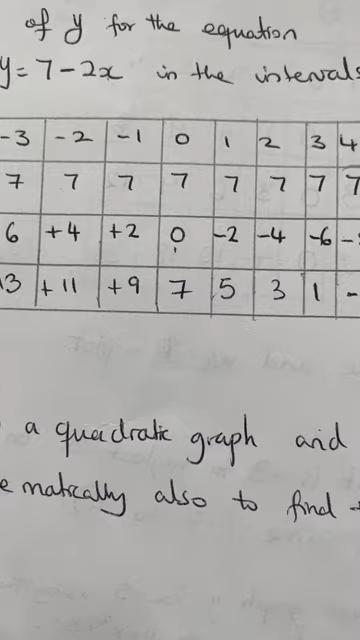 of y for the equation
y = 7 - 2x in the intervals
-3 -2 -1 0 1 2 3 4
7 7 7 7 7 7 7 7
6 +4 +2 0 -2 -4 -6 -
13 +11 +9 7 5 3 1 -
a quadratic graph and
matically also to find